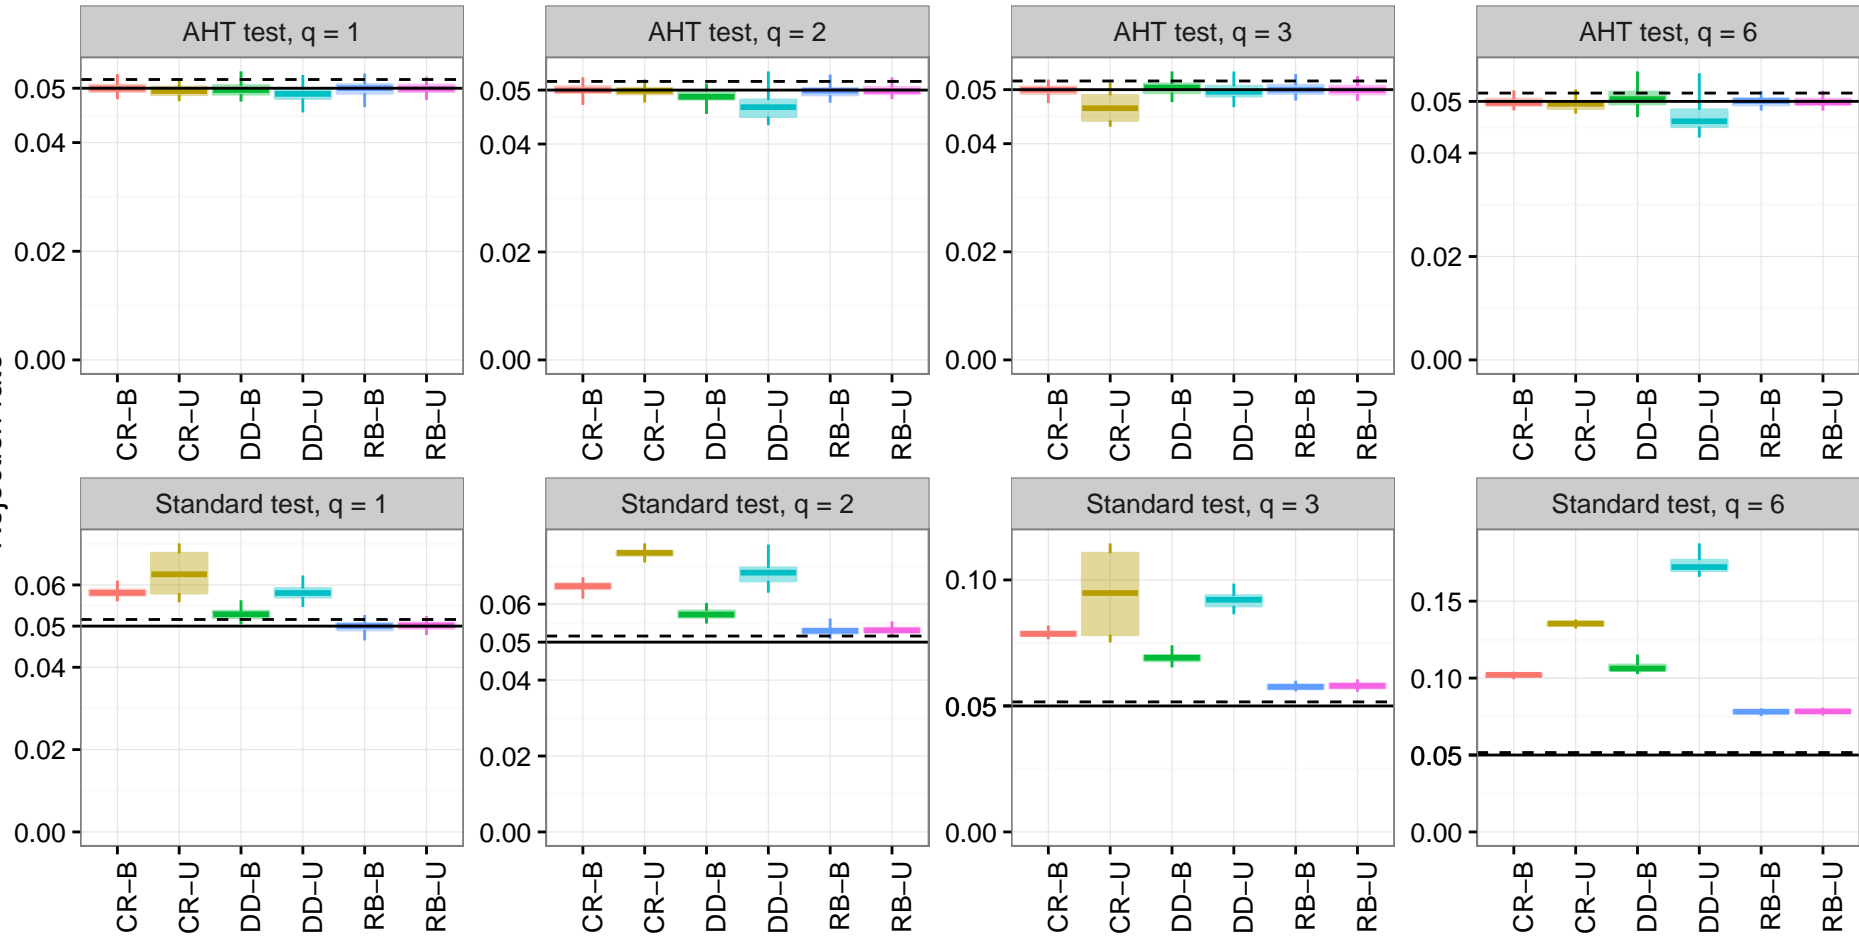 AHT test, q = 1
AHT test, q = 2
AHT test, q = 3
AHT test, q = 6
0.05
0.04
0.02
0.00
0.05
0.04
0.02
0.00
0.05
0.04
0.02
0.00
0.05
0.04
0.02
0.00
CR−B
CR−U
DD−B
DD−U
RB−B
RB−U
CR−B
CR−U
DD−B
DD−U
RB−B
RB−U
CR−B
CR−U
DD−B
DD−U
RB−B
RB−U
CR−B
CR−U
DD−B
DD−U
RB−B
RB−U
Standard test, q = 1
Standard test, q = 2
Standard test, q = 3
Standard test, q = 6
0.06
0.05
0.04
0.02
0.00
0.06
0.05
0.04
0.02
0.00
0.10
0.05
0.00
0.15
0.10
0.05
0.00
CR−B
CR−U
DD−B
DD−U
RB−B
RB−U
CR−B
CR−U
DD−B
DD−U
RB−B
RB−U
CR−B
CR−U
DD−B
DD−U
RB−B
RB−U
CR−B
CR−U
DD−B
DD−U
RB−B
RB−U